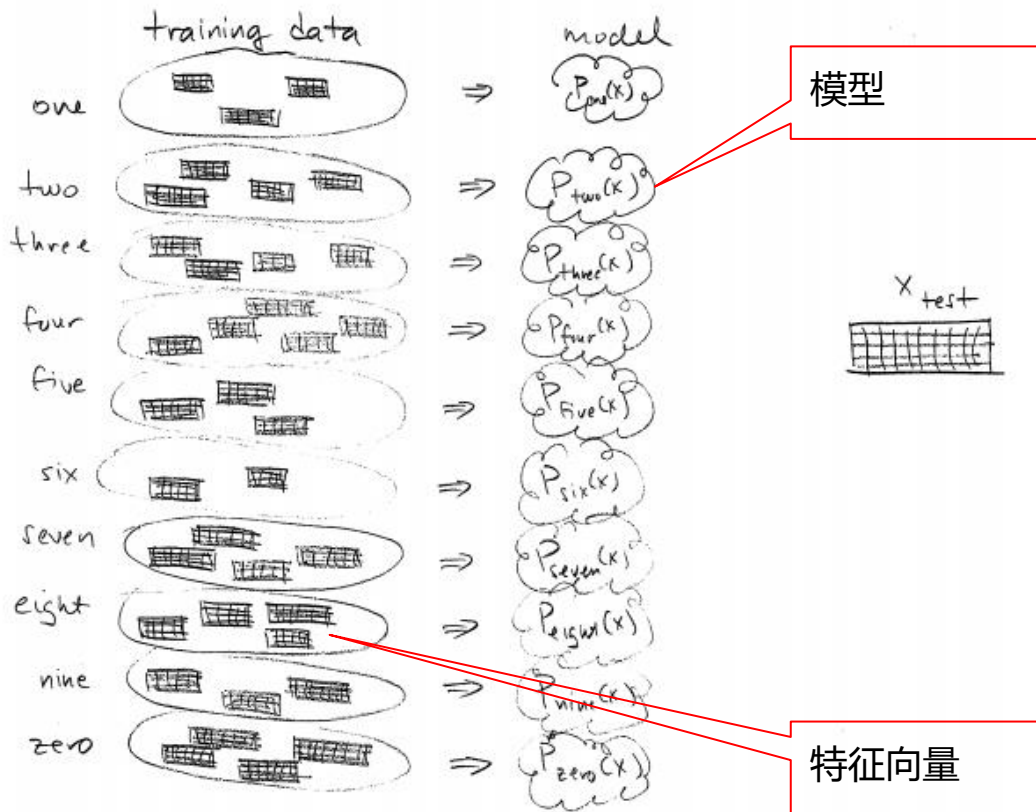 training data
model
one
P_one(x)
模型
two
P_two(x)
three
P_three(x)
four
P_four(x)
X_test
five
P_Five(x)
six
P_six(x)
seven
P_seven(x)
eight
P_eight(x)
nine
P_nine(x)
zero
P_zero(x)
特征向量